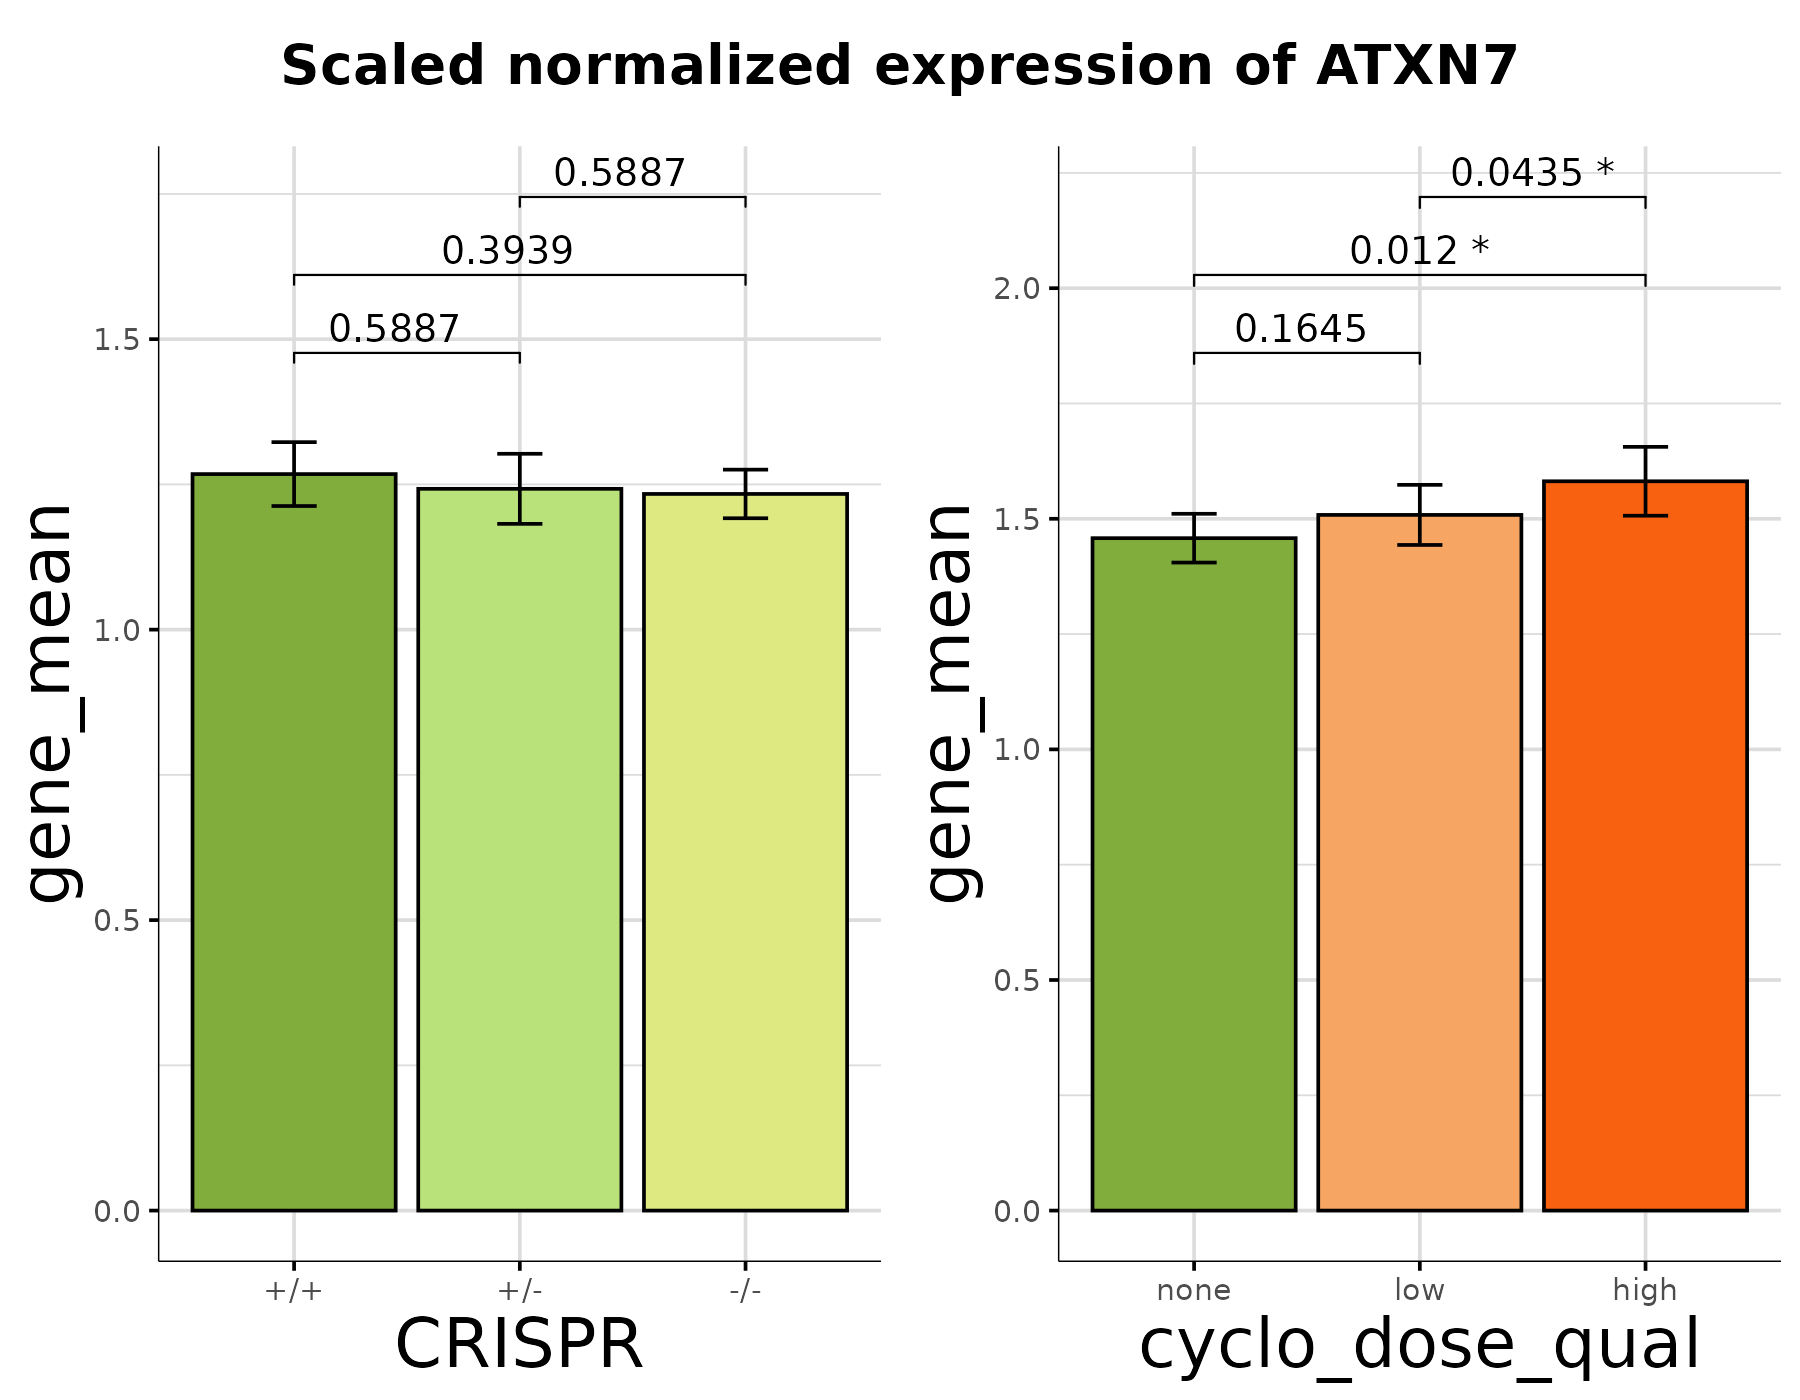 Scaled normalized expression of ATXN7
gene_mean
1.5
1.0
0.5
0.0
0.5887
0.3939
0.5887
+/+
+/-
-/-
CRISPR
gene_mean
2.0
1.5
1.0
0.5
0.0
0.0435 *
0.012 *
0.1645
none
low
high
cyclo_dose_qual